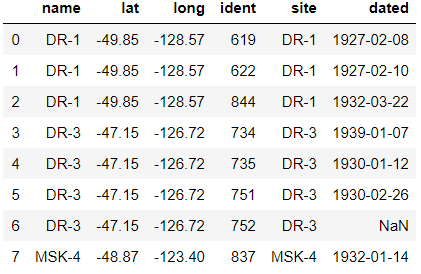 name lat long ident site dated
0 DR-1 -49.85 -128.57 619 DR-1 1927-02-08
1 DR-1 -49.85 -128.57 622 DR-1 1927-02-10
2 DR-1 -49.85 -128.57 844 DR-1 1932-03-22
3 DR-3 -47.15 -126.72 734 DR-3 1939-01-07
4 DR-3 -47.15 -126.72 735 DR-3 1930-01-12
5 DR-3 -47.15 -126.72 751 DR-3 1930-02-26
6 DR-3 -47.15 -126.72 752 DR-3 NaN
7 MSK-4 -48.87 -123.40 837 MSK-4 1932-01-14